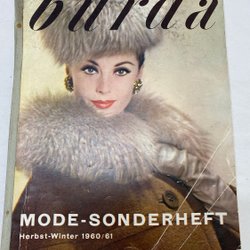 burda
MODE-SONDERHEFT
Herbst-Winter 1960/61